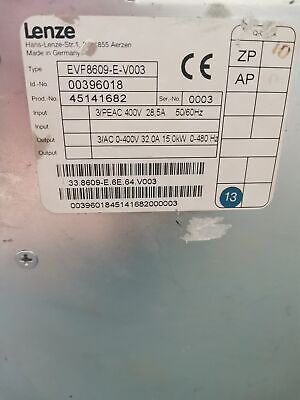 Lenze
Hans-Lenze-Str.1, 855 Aerzen
Made in Germany
CE
Type EVF8609-E-V003
Id.-No. 00396018
Prod.-No. 45141682 Ser.-No. 0003
Input 3/PEAC 400V 28,5A 50/60Hz
Input
Output 3/AC 0-400V 32.0A 15,0kW 0-480 Hz
Output
33.8609-E.6E.64.V003
0039601845141682000003
ZP
AP
13